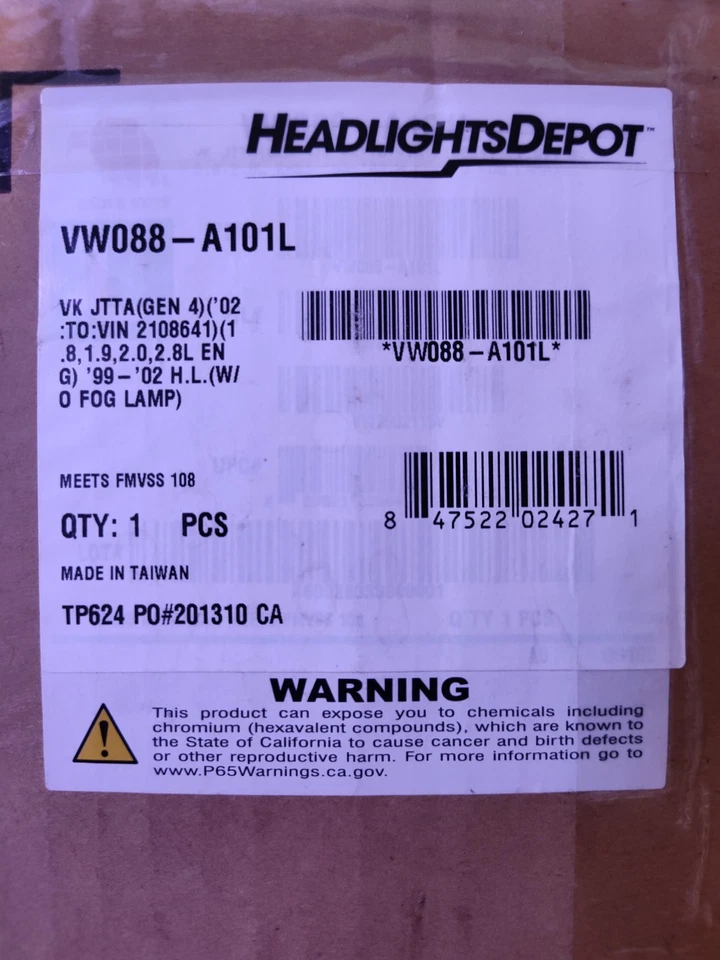 HEADLIGHTSDEPOT™
VW088-A101L
VK JTTA(GEN 4)('02
:TO:VIN 2108641)(1
.8,1.9,2.0,2.8L EN
G) '99-'02 H.L.(W/
O FOG LAMP)
*VW088-A101L*
MEETS FMVSS 108
QTY: 1 PCS
8 47522 02427 1
MADE IN TAIWAN
TP624 PO#201310 CA
WARNING
This product can expose you to chemicals including
chromium (hexavalent compounds), which are known to
the State of California to cause cancer and birth defects
or other reproductive harm. For more information go to
www.P65Warnings.ca.gov.